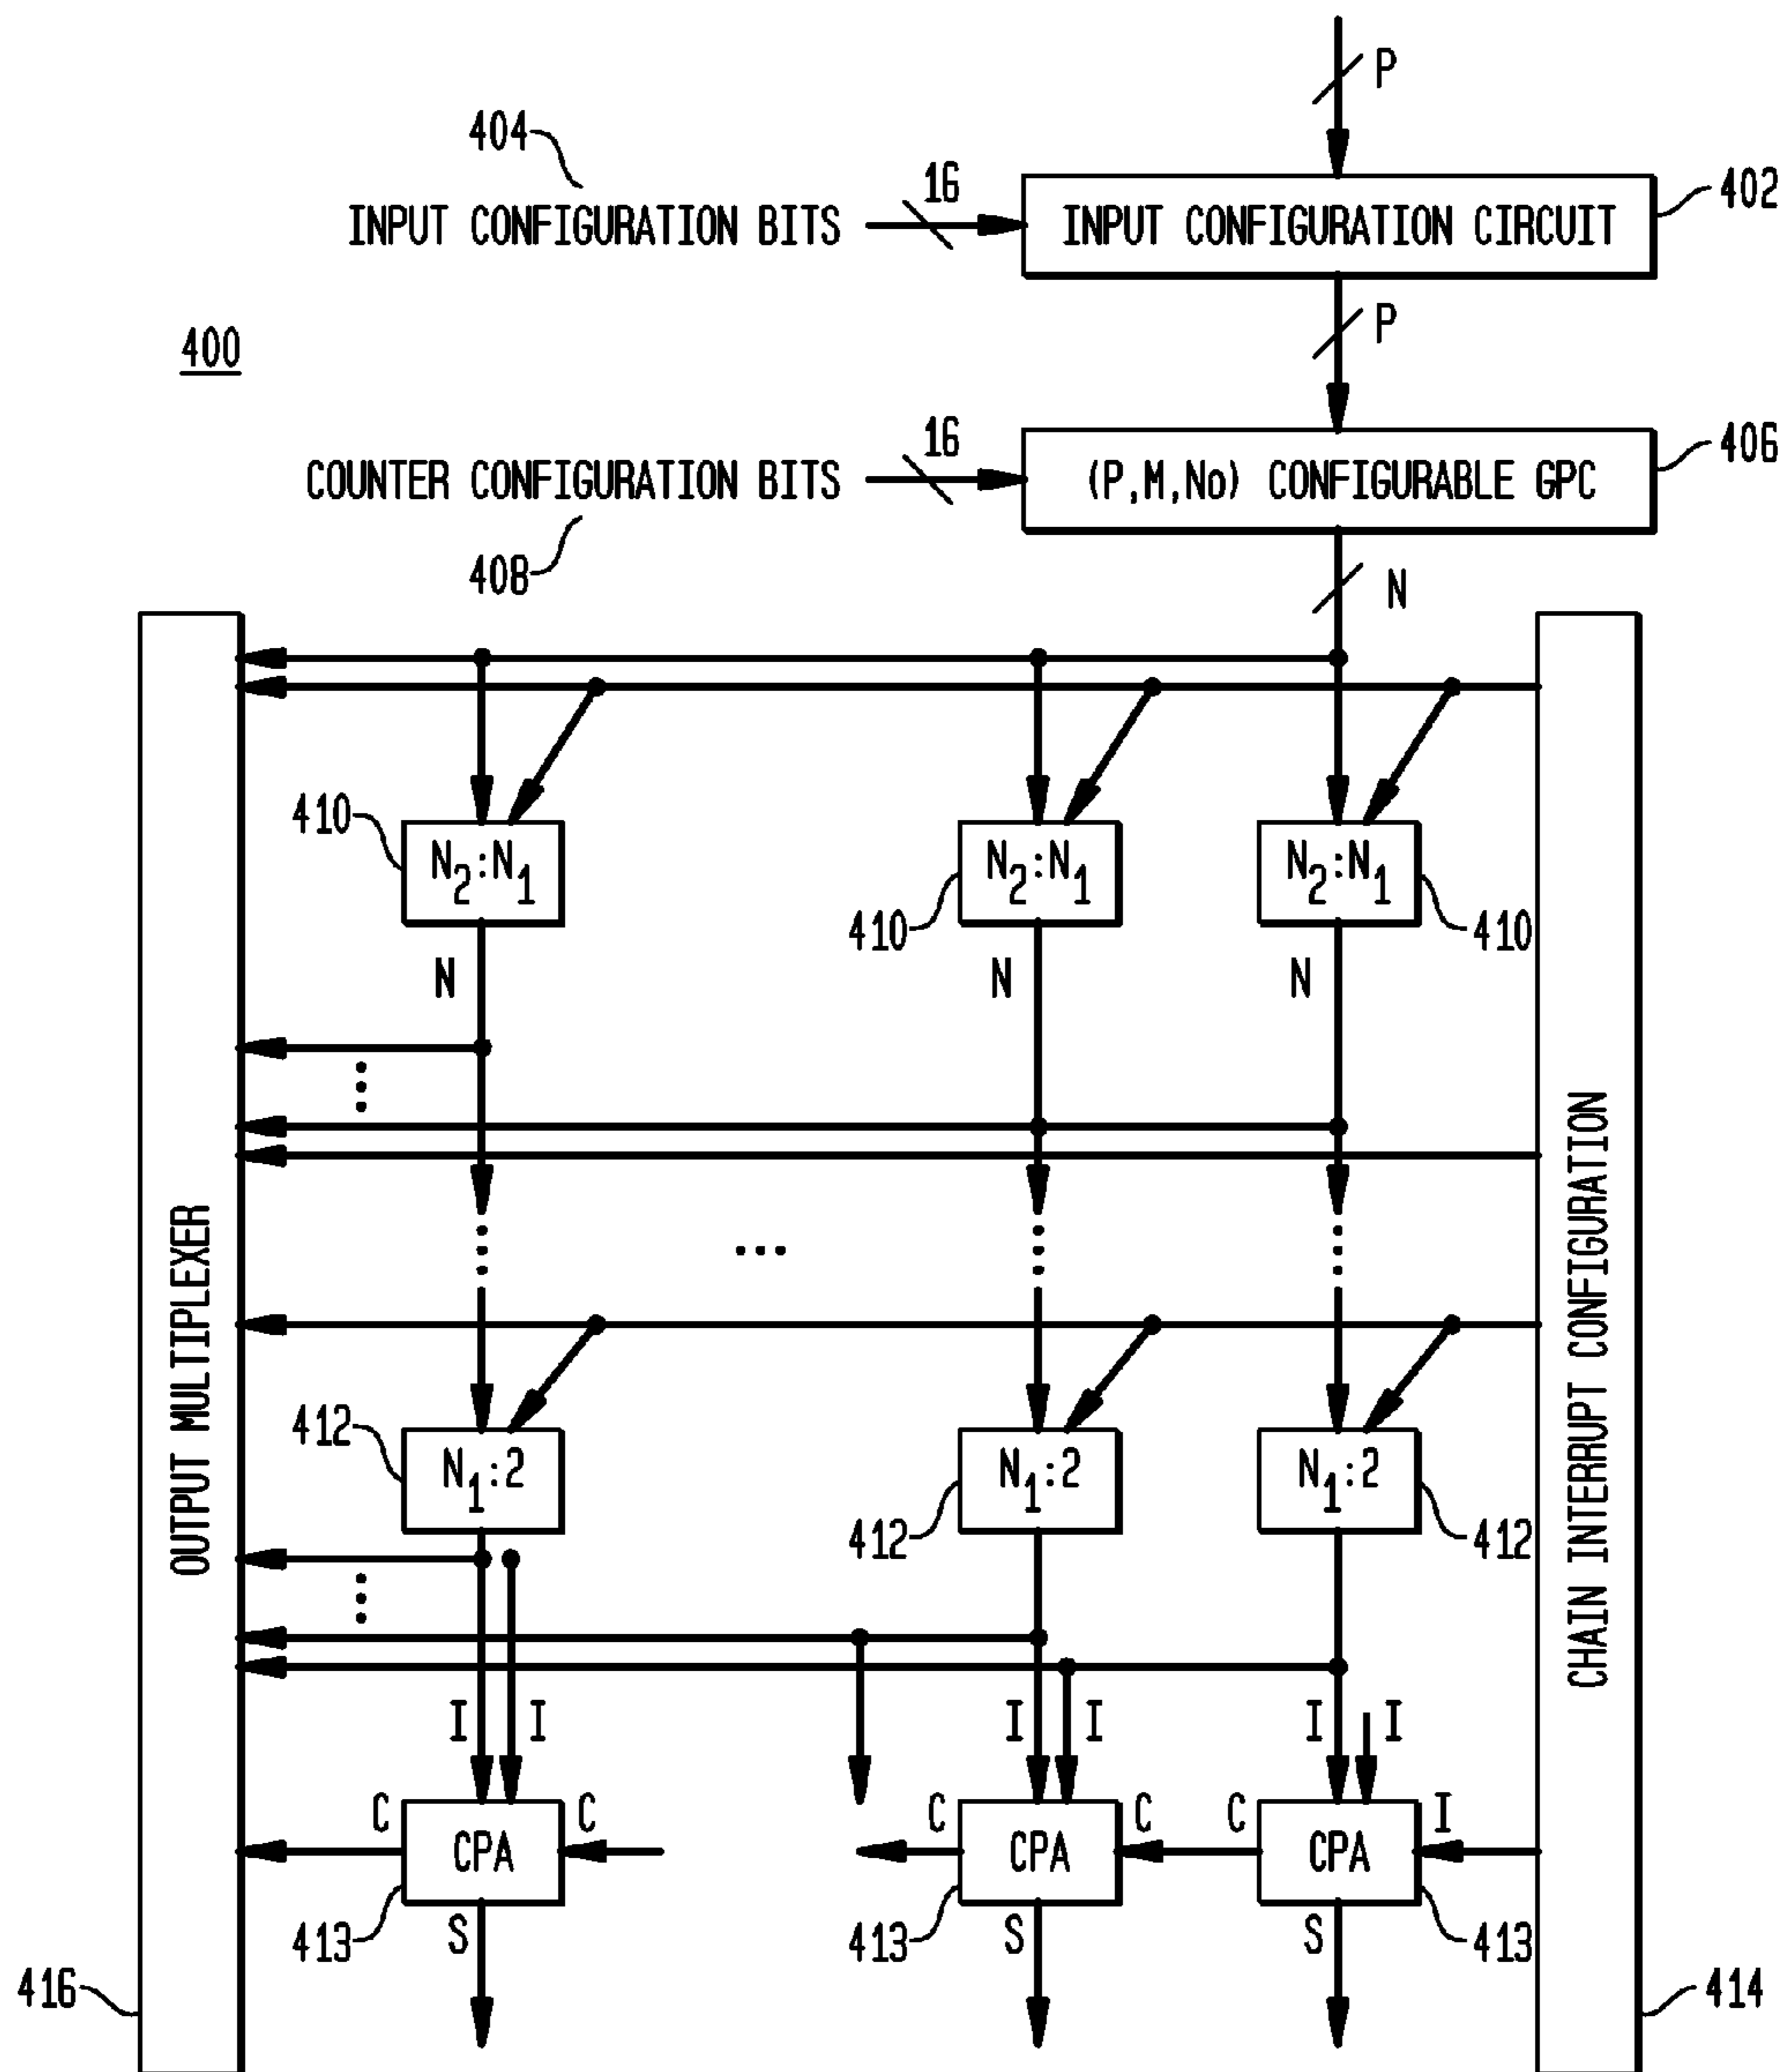 P
404
16
402
INPUT CONFIGURATION BITS
INPUT CONFIGURATION CIRCUIT
P
400
16
406
COUNTER CONFIGURATION BITS
(P,M,No) CONFIGURABLE GPC
408
N
410
N2:N1
N2:N1
N2:N1
410
410
N
N
N
OUTPUT MULTIPLEXER
CHAIN INTERRUPT CONFIGURATION
412
N1:2
N1:2
N1:2
412
412
I
I
I
I
I
I
C
CPA
C
C
CPA
C
C
CPA
I
413
S
413
S
S
413
416
414